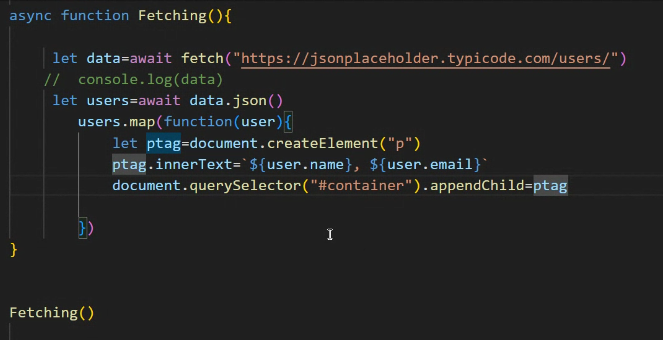 async function Fetching(){
let data=await fetch("https://jsonplaceholder.typicode.com/users/")
// console.log(data)
let users=await data.json()
users.map(function(user){
let ptag=document.createElement("p")
ptag.innerText=`${user.name}, ${user.email}`
document.querySelector("#container").appendChild=ptag
})
}
Fetching()